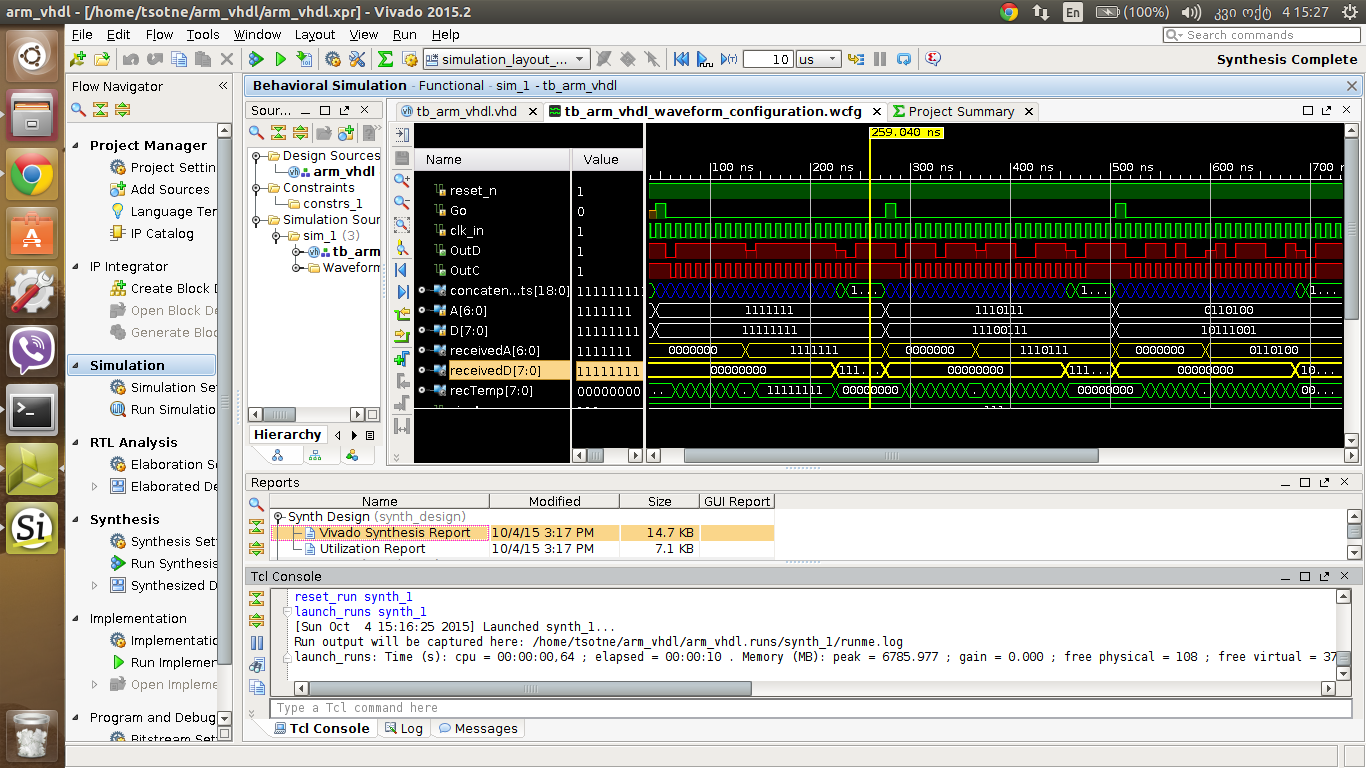 arm_vhdl - [/home/tsotne/arm_vhdl/arm_vhdl.xpr] - Vivado 2015.2
En (100%) კვი ოქტ 4 15:27
File Edit Flow Tools Window Layout View Run Help
Search commands
simulation_layout_... 10 us Synthesis Complete
Flow Navigator
Project Manager
Project Settin
Add Sources
Language Ter
IP Catalog
IP Integrator
Create Block D
Open Block De
Generate Block
Simulation
Simulation Se
Run Simulatio
RTL Analysis
Elaboration Se
Elaborated De
Synthesis
Synthesis Set
Run Synthesis
Synthesized D
Implementation
Implementatio
Run Implemer
Open Impleme
Program and Debug
Bitstream Set
Behavioral Simulation - Functional - sim_1 - tb_arm_vhdl
Sour...
Design Sources
arm_vhdl
Constraints
constrs_1
Simulation Sour
sim_1 (3)
tb_arm
Waveform
Hierarchy
tb_arm_vhdl.vhd
tb_arm_vhdl_waveform_configuration.wcfg
Project Summary
259.040 ns
Name Value
100 ns 200 ns 300 ns 400 ns 500 ns 600 ns 700 n
reset_n 1
Go 0
clk_in 1
OutD 1
OutC 1
concaten...ts[18:0] 111111111 1... ... 1... 1...
A[6:0] 1111111 1111111 1110111 0110100
D[7:0] 11111111 11111111 11100111 10111001
receivedA[6:0] 1111111 0000000 1111111 0000000 1110111 0000000 0110100
receivedD[7:0] 11111111 00000000 111... 00000000 111... 00000000 10...
recTemp[7:0] 00000000 .. 11111111 00000000 . 00000000 . 00...
Reports
Name Modified Size GUI Report
Synth Design (synth_design)
Vivado Synthesis Report 10/4/15 3:17 PM 14.7 KB
Utilization Report 10/4/15 3:17 PM 7.1 KB
Tcl Console
reset_run synth_1
launch_runs synth_1
[Sun Oct  4 15:16:25 2015] Launched synth_1...
Run output will be captured here: /home/tsotne/arm_vhdl/arm_vhdl.runs/synth_1/runme.log
launch_runs: Time (s): cpu = 00:00:00,64 ; elapsed = 00:00:10 . Memory (MB): peak = 6785.977 ; gain = 0.000 ; free physical = 108 ; free virtual = 37
Type a Tcl command here
Tcl Console Log Messages